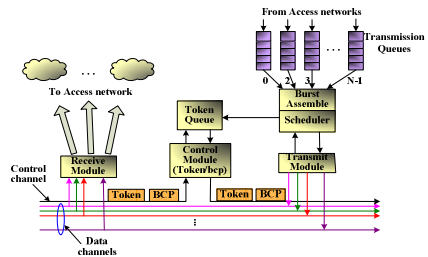 From Access networks
Transmission
Queues
0 2 3 ... N-1
... 
To Access network
Token
Queue
Burst
Assemble
Scheduler
Control
Module
(Token/bcp)
Receive
Module
Transmit
Module
Control
channel
Token BCP Token BCP
...
Data
channels